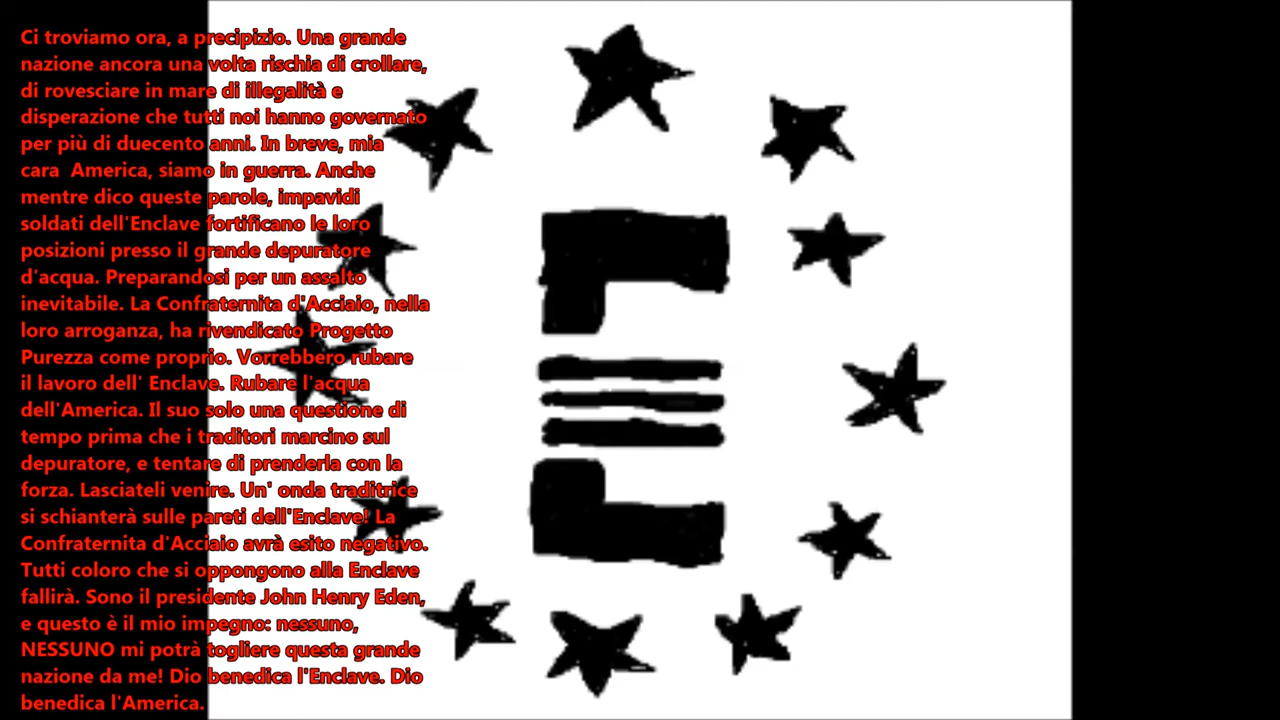 Ci troviamo ora, a precipizio. Una grande
nazione ancora una volta rischia di crollare,
di rovesciare in mare di illegalità e
disperazione che tutti noi hanno governato
per più di duecento anni. In breve, mia
cara  America, siamo in guerra. Anche
mentre dico queste parole, impavidi
soldati dell'Enclave fortificano le loro
posizioni presso il grande depuratore
d'acqua. Preparandosi per un assalto
inevitabile. La Confraternita d'Acciaio, nella
loro arroganza, ha rivendicato Progetto
Purezza come proprio. Vorrebbero rubare
il lavoro dell' Enclave. Rubare l'acqua
dell'America. Il suo solo una questione di
tempo prima che i traditori marcino sul
depuratore, e tentare di prenderla con la
forza. Lasciateli venire. Un' onda traditrice
si schianterà sulle pareti dell'Enclave! La
Confraternita d'Acciaio avrà esito negativo.
Tutti coloro che si oppongono alla Enclave
fallirà. Sono il presidente John Henry Eden,
e questo è il mio impegno: nessuno,
NESSUNO mi potrà togliere questa grande
nazione da me! Dio benedica l'Enclave. Dio
benedica l'America.